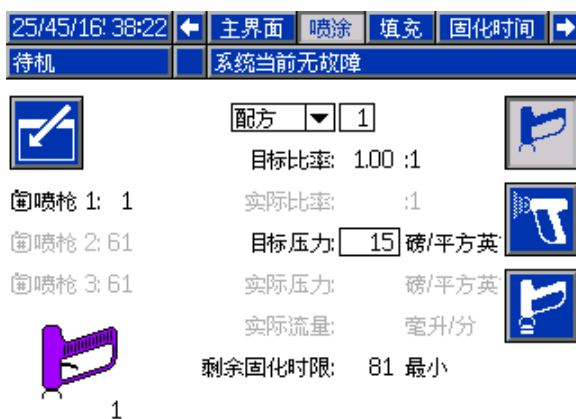 25/45/16! 38:22 主界面 喷涂 填充 固化时间
待机 系统当前无故障
配方 1
目标比率: 1.00 :1
喷枪 1: 1 实际比率: :1
喷枪 2: 61 目标压力: 15 磅/平方英
喷枪 3: 61 实际压力: 磅/平方英
实际流量: 毫升/分
剩余固化时限: 81 最小
1